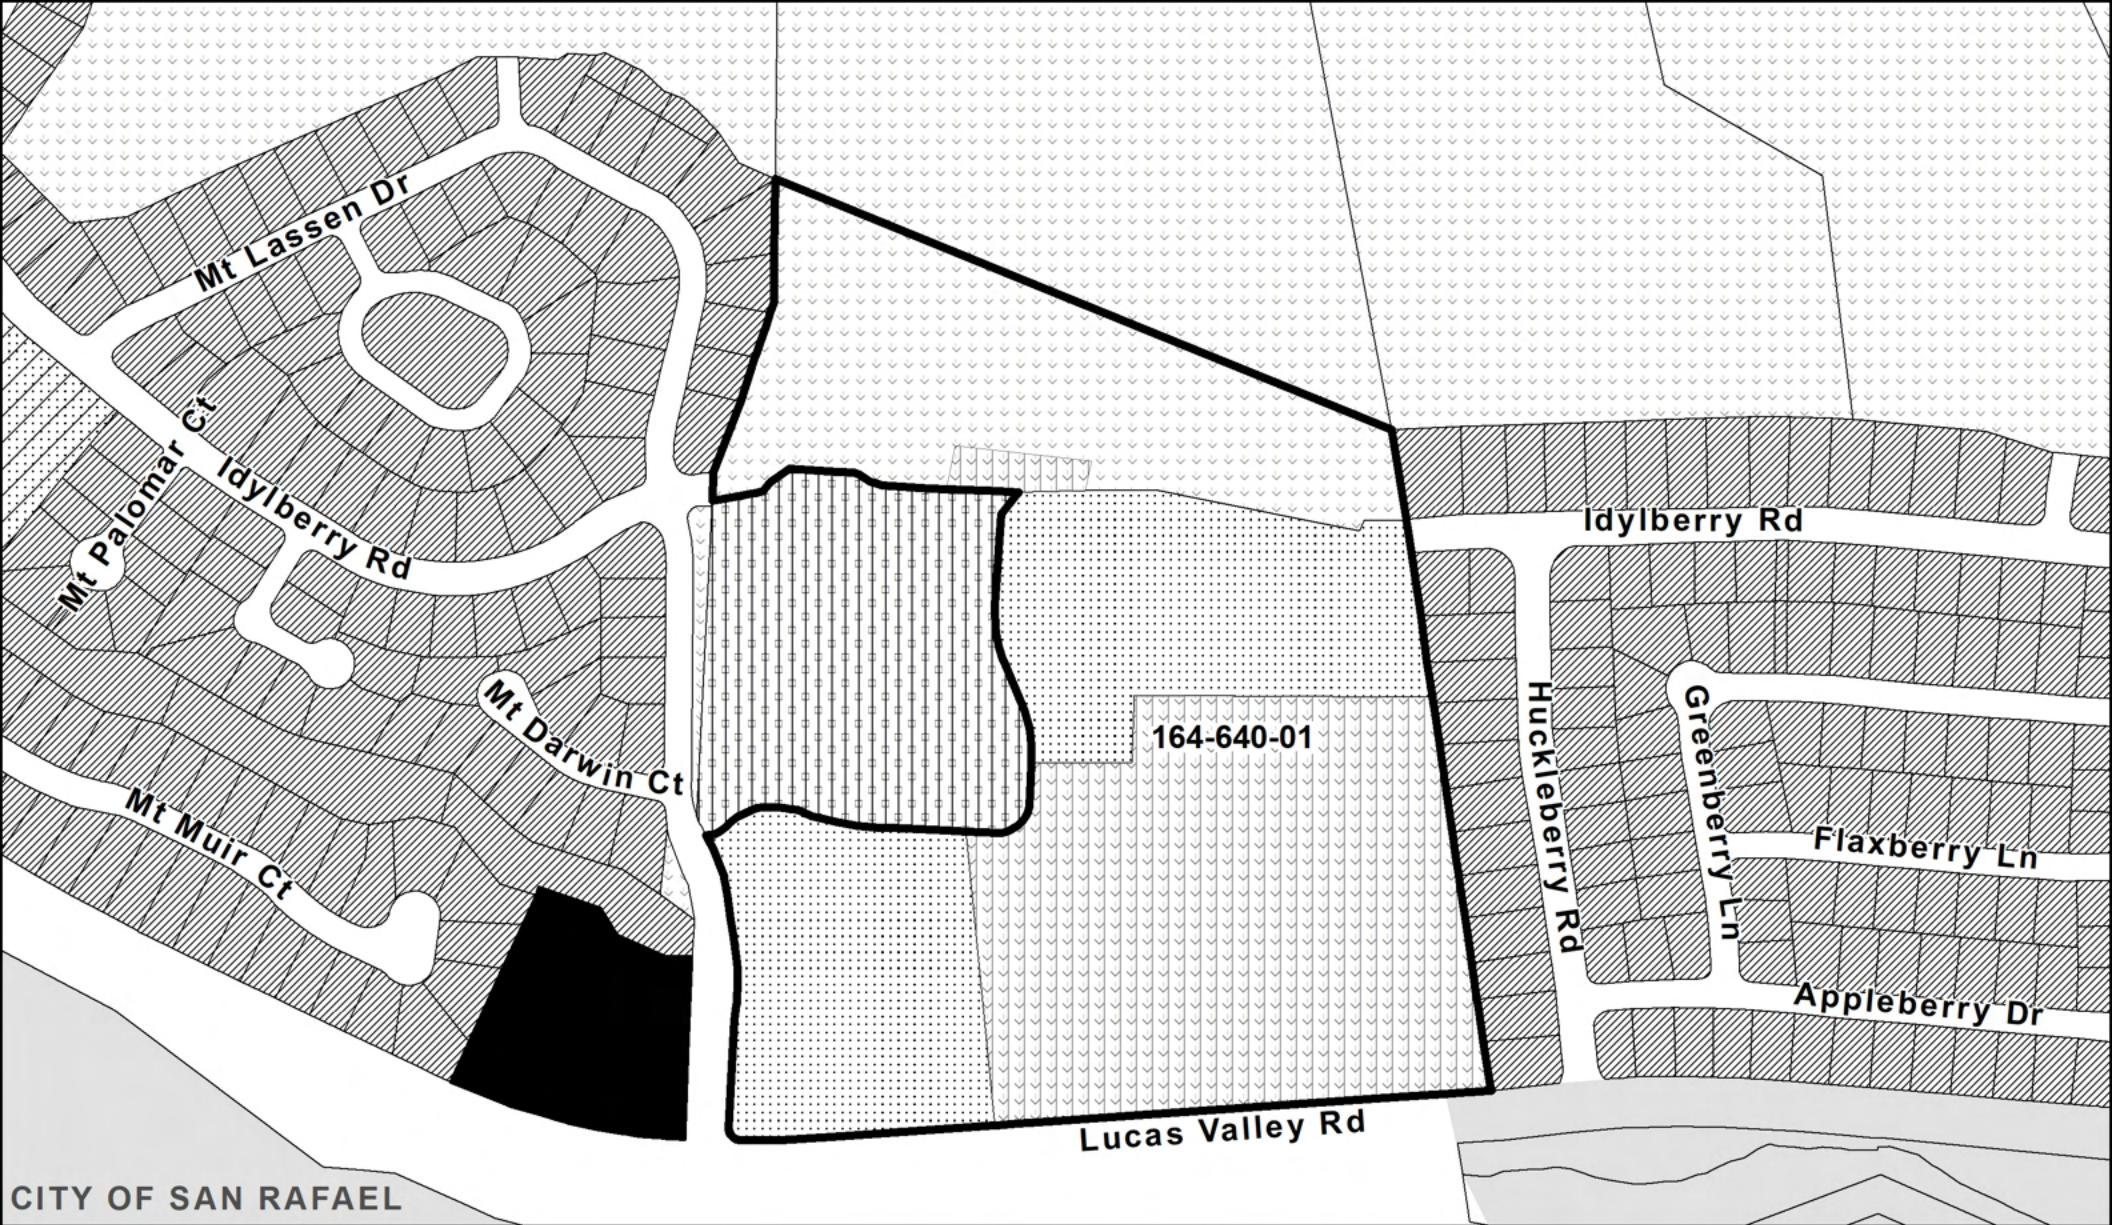 Mt Lassen Dr
Mt Palomar Ct
Idylberry Rd
Idylberry Rd
Mt Darwin Ct
164-640-01
Huckleberry Rd
Greenberry Ln
Mt Muir Ct
Flaxberry Ln
Appleberry Dr
Lucas Valley Rd
CITY OF SAN RAFAEL